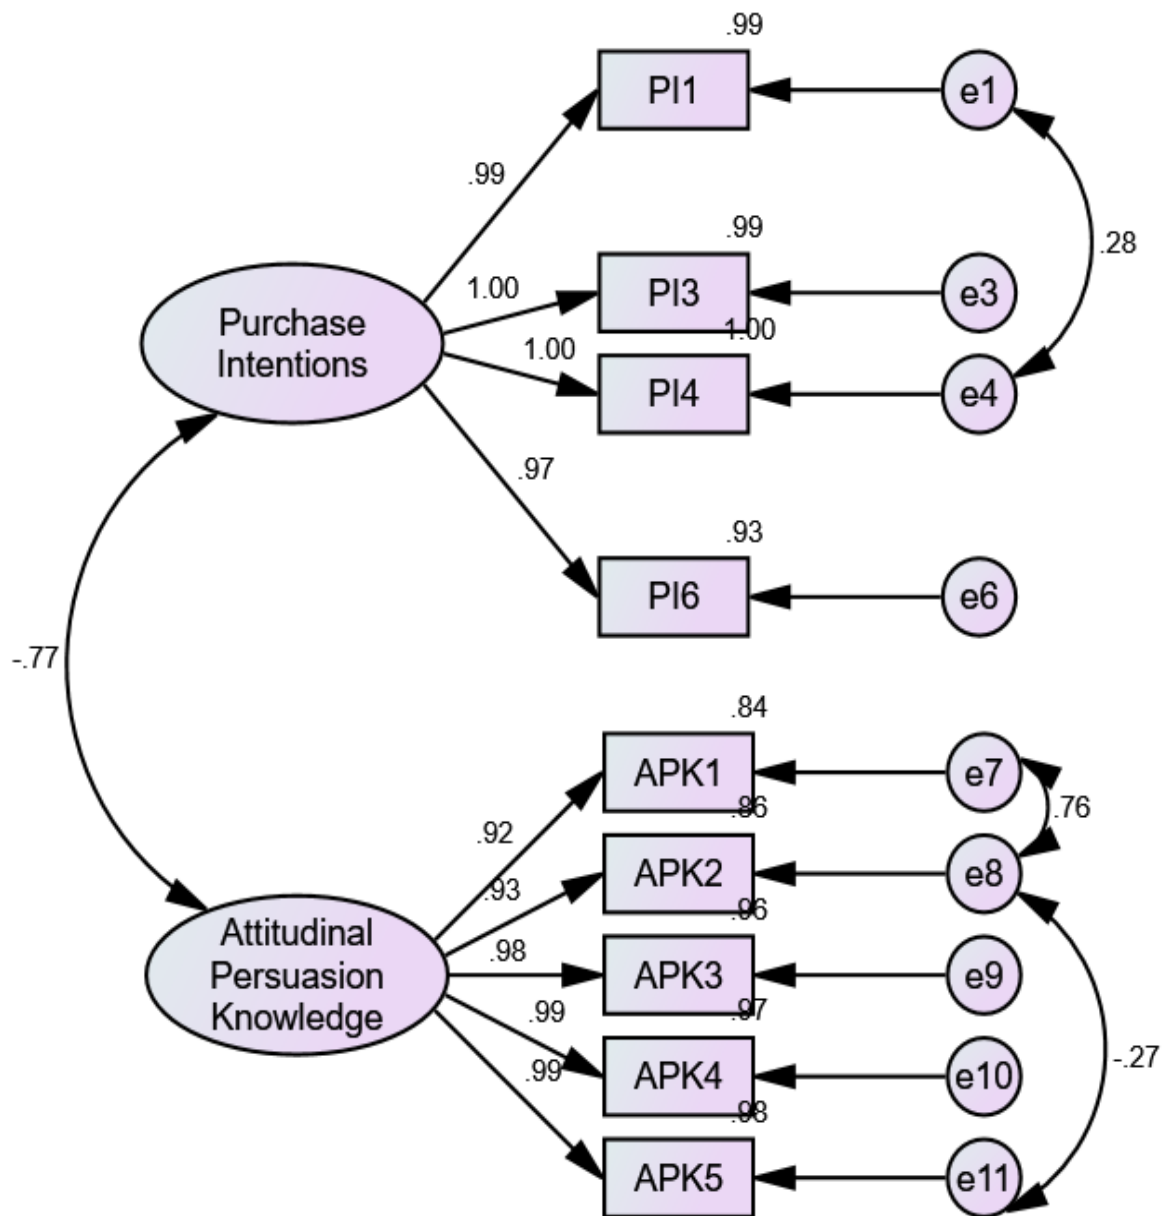 .99
PI1
e1
.99
.28
.99
PI3
e3
1.00
1.00
1.00
PI4
e4
Purchase
Intentions
.97
.93
PI6
e6
-.77
.84
APK1
e7
.76
.92
.86
APK2
e8
.93
.96
APK3
e9
.98
.97
APK4
e10
.99
-.27
.98
APK5
e11
.99
Attitudinal
Persuasion
Knowledge